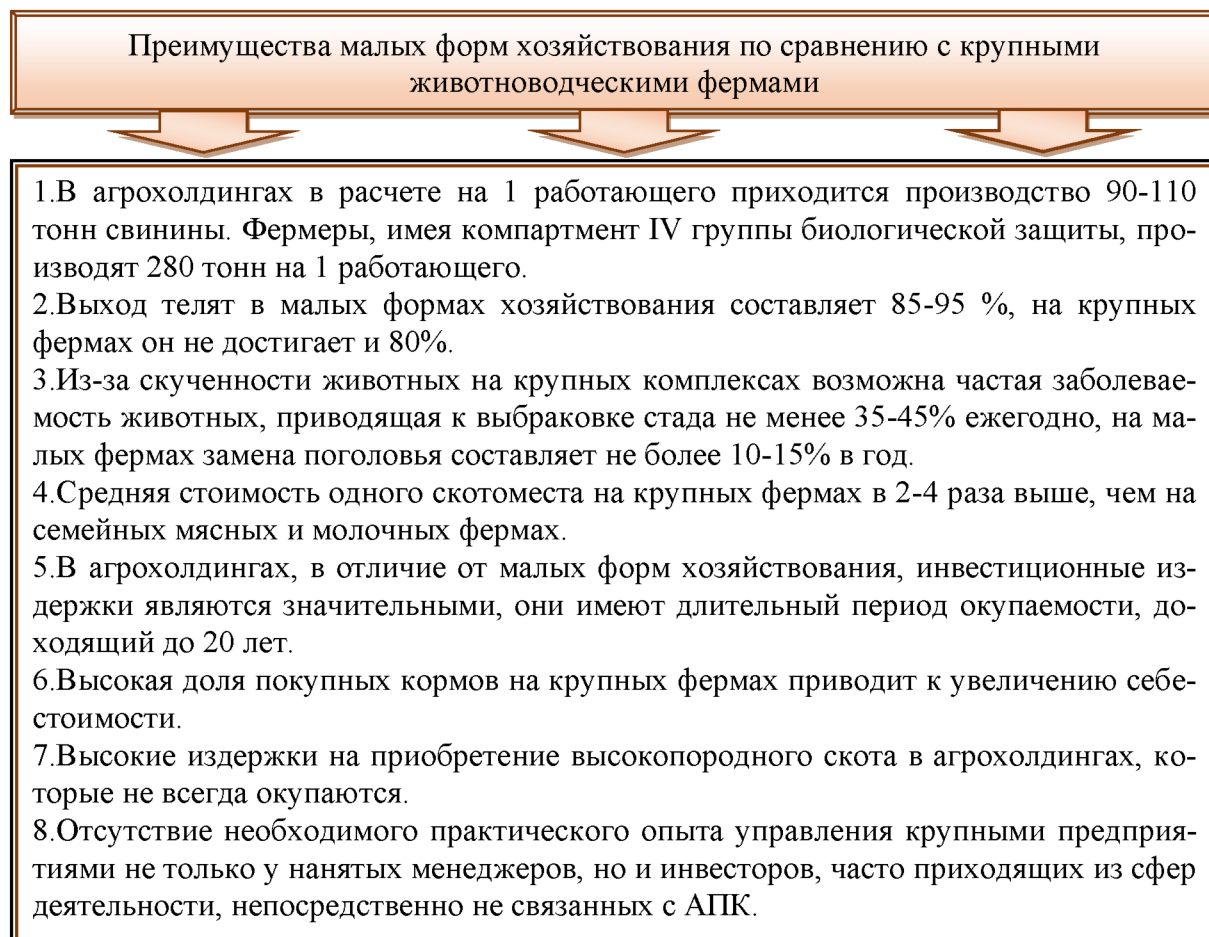 Преимущества малых форм хозяйствования по сравнению с крупными
животноводческими фермами
1.В агрохолдингах в расчете на 1 работающего приходится производство 90-110
тонн свинины. Фермеры, имея компартмент IV группы биологической защиты, про-
изводят 280 тонн на 1 работающего.
2.Выход телят в малых формах хозяйствования составляет 85-95 %, на крупных
фермах он не достигает и 80%.
3.Из-за скученности животных на крупных комплексах возможна частая заболевае-
мость животных, приводящая к выбраковке стада не менее 35-45% ежегодно, на ма-
лых фермах замена поголовья составляет не более 10-15% в год.
4.Средняя стоимость одного скотоместа на крупных фермах в 2-4 раза выше, чем на
семейных мясных и молочных фермах.
5.В агрохолдингах, в отличие от малых форм хозяйствования, инвестиционные из-
держки являются значительными, они имеют длительный период окупаемости, до-
ходящий до 20 лет.
6.Высокая доля покупных кормов на крупных фермах приводит к увеличению себе-
стоимости.
7.Высокие издержки на приобретение высокопородного скота в агрохолдингах, ко-
торые не всегда окупаются.
8.Отсутствие необходимого практического опыта управления крупными предприя-
тиями не только у нанятых менеджеров, но и инвесторов, часто приходящих из сфер
деятельности, непосредственно не связанных с АПК.